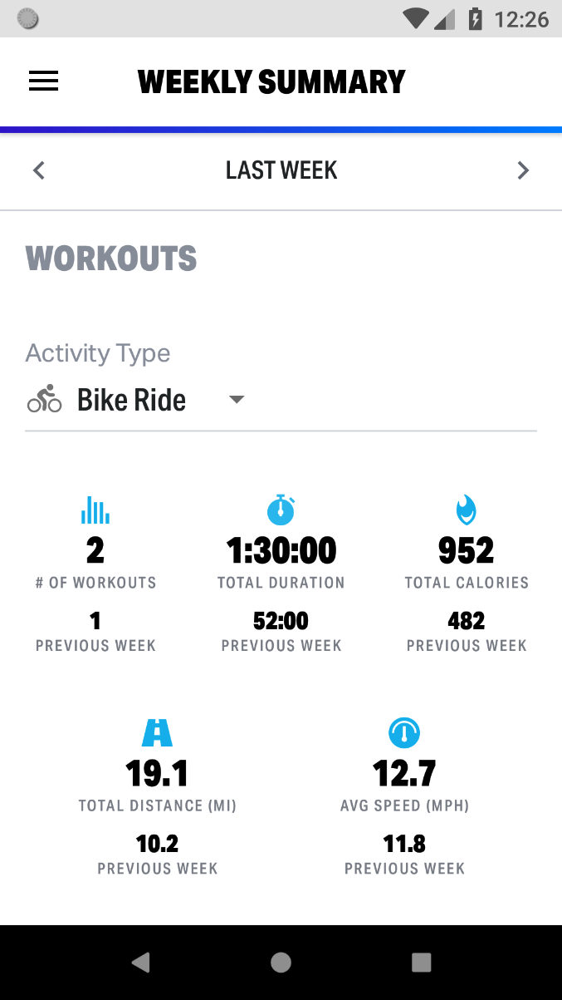 12:26
WEEKLY SUMMARY
LAST WEEK
WORKOUTS
Activity Type
Bike Ride
2 1:30:00 952
# OF WORKOUTS TOTAL DURATION TOTAL CALORIES
1 52:00 482
PREVIOUS WEEK PREVIOUS WEEK PREVIOUS WEEK
19.1 12.7
TOTAL DISTANCE (MI) AVG SPEED (MPH)
10.2 11.8
PREVIOUS WEEK PREVIOUS WEEK